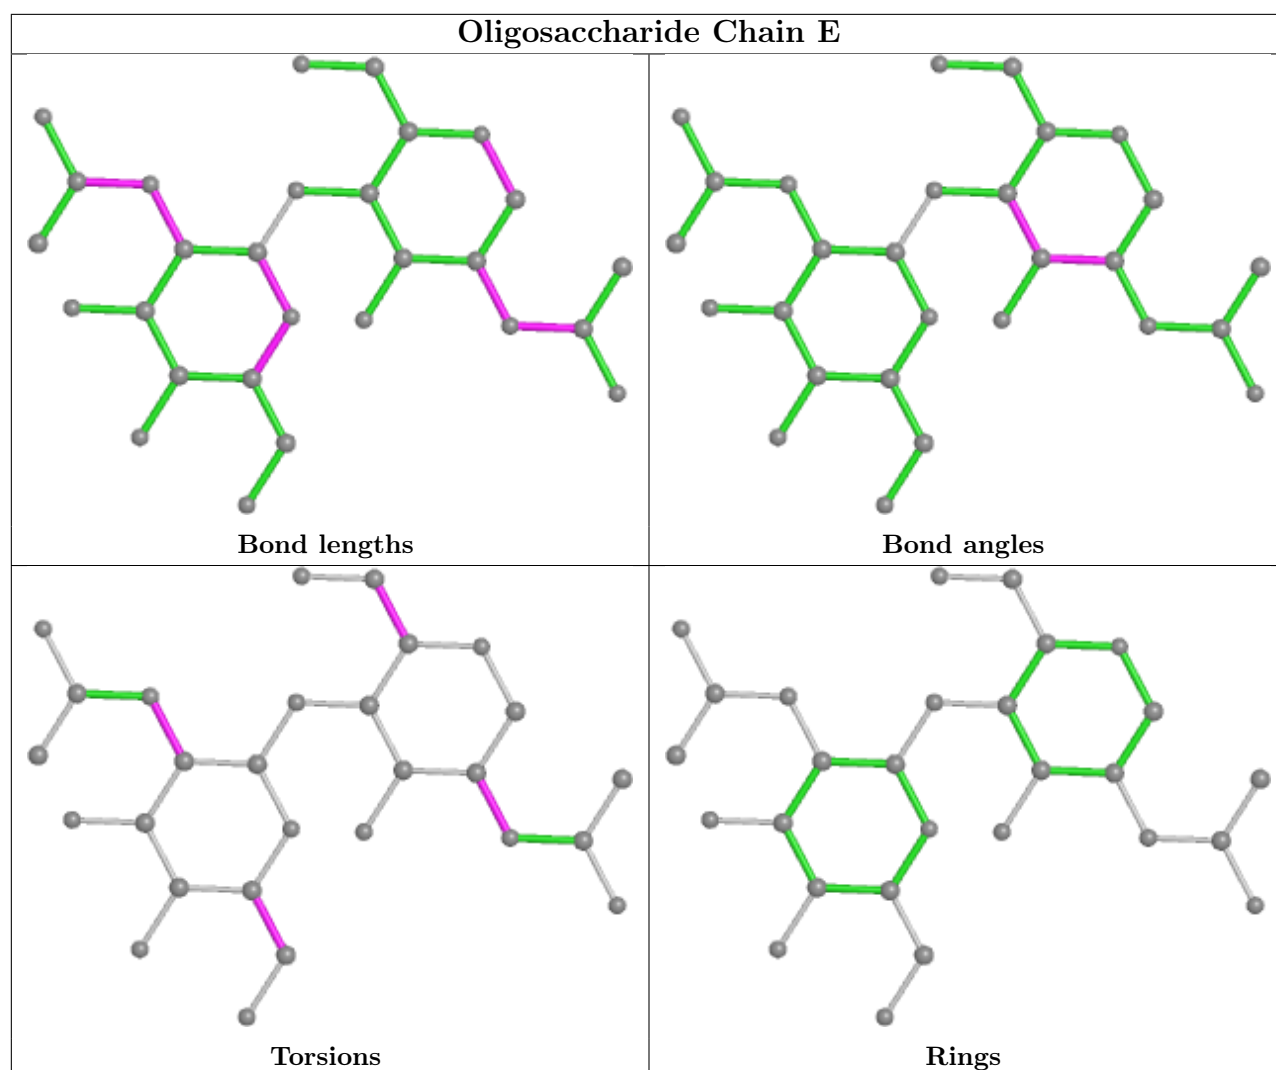 Oligosaccharide Chain E
Bond lengths
Bond angles
Torsions
Rings